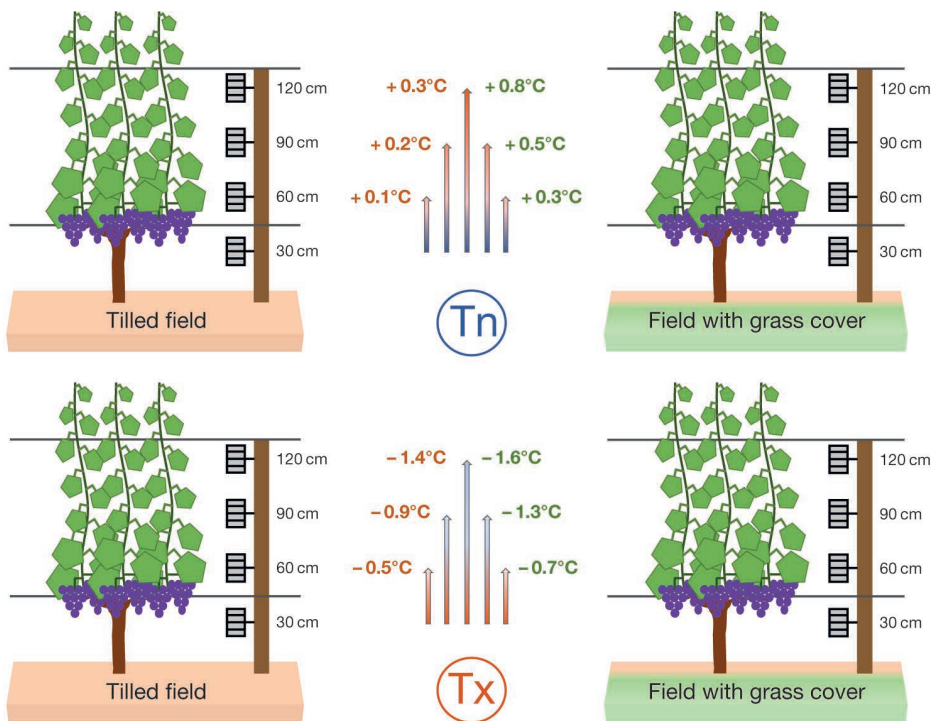 120 cm
90 cm
60 cm
30 cm
Tilled field
+ 0.3°C
+ 0.8°C
+ 0.2°C
+ 0.5°C
+ 0.1°C
+ 0.3°C
Tn
120 cm
90 cm
60 cm
30 cm
Field with grass cover
120 cm
90 cm
60 cm
30 cm
Tilled field
– 1.4°C
– 1.6°C
– 0.9°C
– 1.3°C
– 0.5°C
– 0.7°C
Tx
120 cm
90 cm
60 cm
30 cm
Field with grass cover